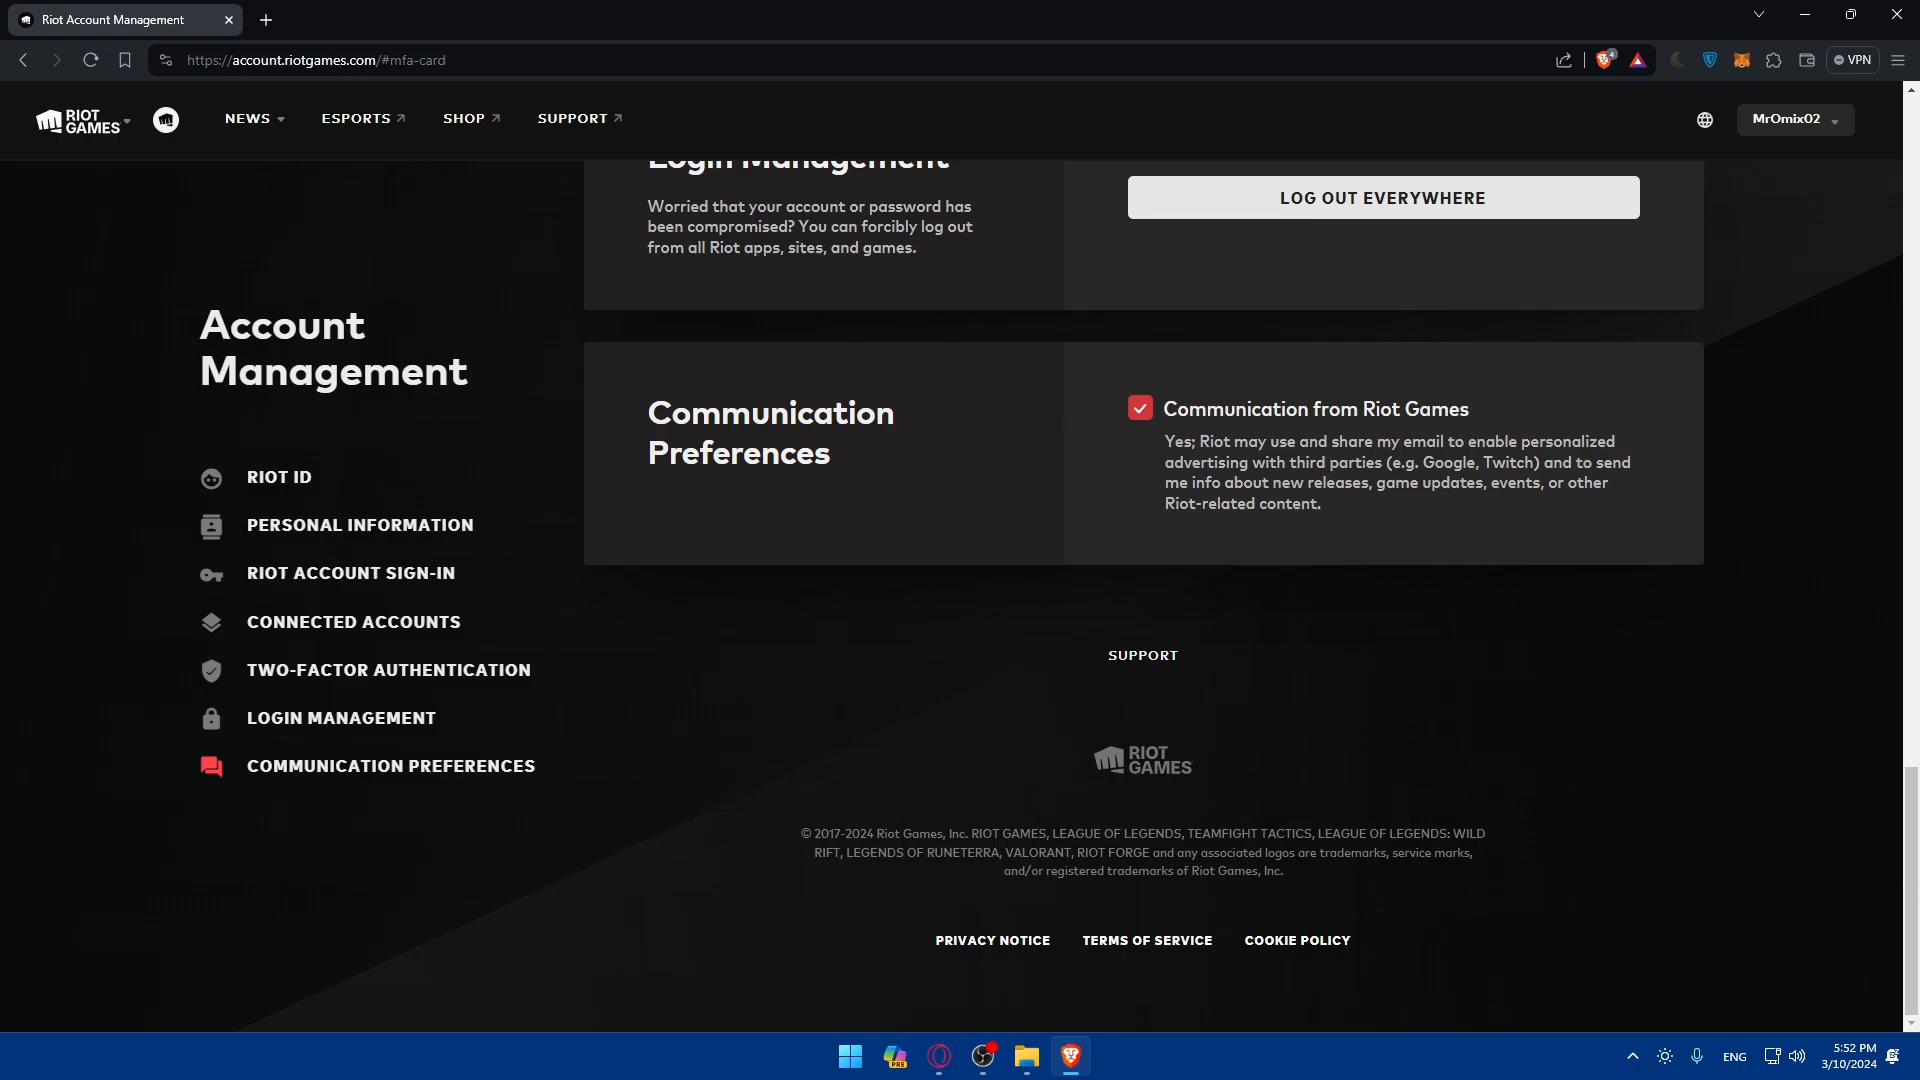 Riot Account Management
https://account.riotgames.com/#mfa-card
4
VPN
RIOT GAMES
NEWS
ESPORTS
SHOP
SUPPORT
MrOmix02
Login Management
Worried that your account or password has
been compromised? You can forcibly log out
from all Riot apps, sites, and games.
LOG OUT EVERYWHERE
Account
Management
RIOT ID
PERSONAL INFORMATION
RIOT ACCOUNT SIGN-IN
CONNECTED ACCOUNTS
TWO-FACTOR AUTHENTICATION
LOGIN MANAGEMENT
COMMUNICATION PREFERENCES
Communication
Preferences
Communication from Riot Games
Yes; Riot may use and share my email to enable personalized
advertising with third parties (e.g. Google, Twitch) and to send
me info about new releases, game updates, events, or other
Riot-related content.
SUPPORT
RIOT
GAMES
© 2017-2024 Riot Games, Inc. RIOT GAMES, LEAGUE OF LEGENDS, TEAMFIGHT TACTICS, LEAGUE OF LEGENDS: WILD
RIFT, LEGENDS OF RUNETERRA, VALORANT, RIOT FORGE and any associated logos are trademarks, service marks,
and/or registered trademarks of Riot Games, Inc.
PRIVACY NOTICE
TERMS OF SERVICE
COOKIE POLICY
PRE
ENG
5:52 PM
3/10/2024